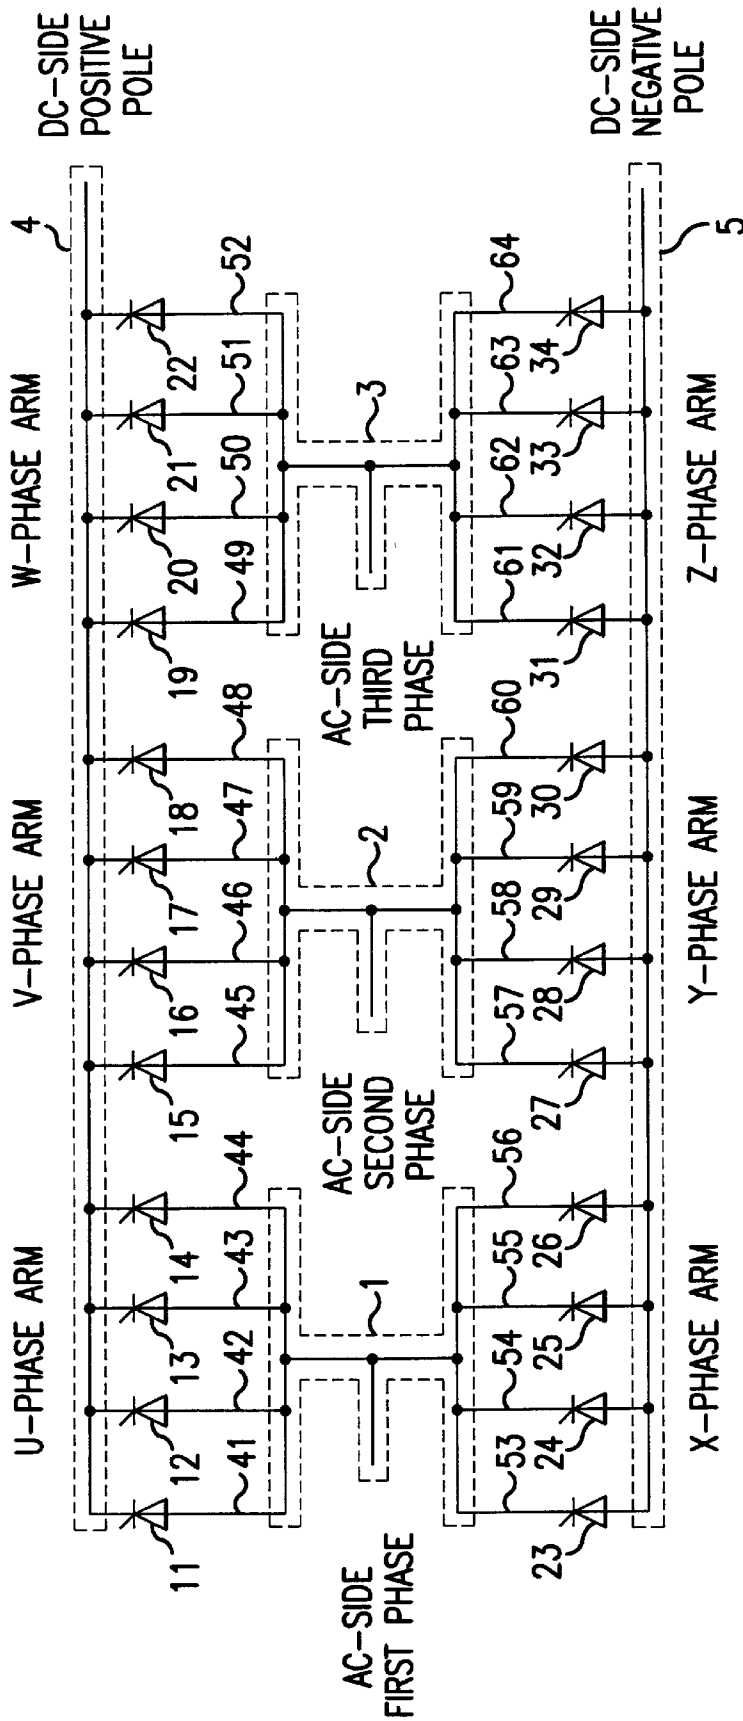 U-PHASE ARM
V-PHASE ARM
W-PHASE ARM
4
DC-SIDE
POSITIVE
POLE
11
12
13
14
15
16
17
18
19
20
21
22
41
42
43
44
45
46
47
48
49
50
51
52
AC-SIDE
FIRST PHASE
1
AC-SIDE
SECOND
PHASE
2
AC-SIDE
THIRD
PHASE
3
53
54
55
56
57
58
59
60
61
62
63
64
23
24
25
26
27
28
29
30
31
32
33
34
X-PHASE ARM
Y-PHASE ARM
Z-PHASE ARM
5
DC-SIDE
NEGATIVE
POLE